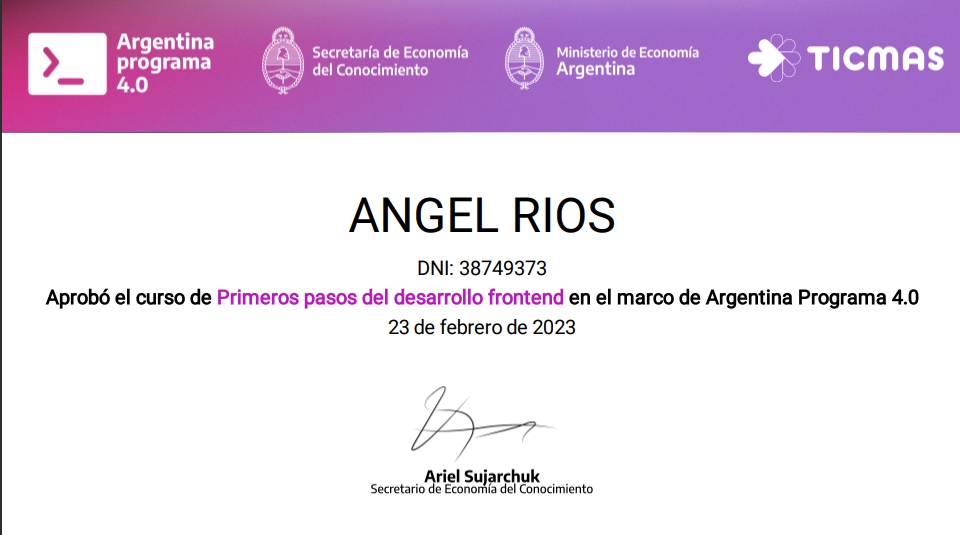 Argentina
programa
4.0
Secretaría de Economía
del Conocimiento
Ministerio de Economía
Argentina
TICMAS
ANGEL RIOS
DNI: 38749373
Aprobó el curso de Primeros pasos del desarrollo frontend en el marco de Argentina Programa 4.0
23 de febrero de 2023
Ariel Sujarchuk
Secretario de Economía del Conocimiento